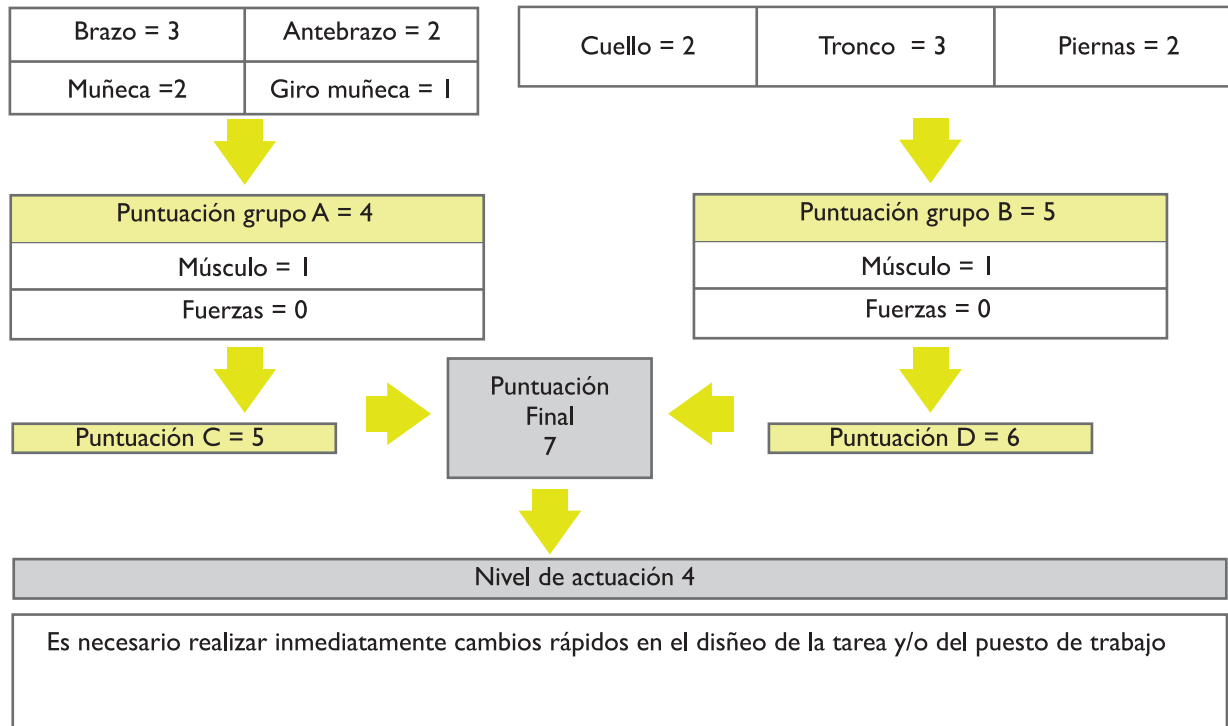 Brazo = 3
Antebrazo = 2
Muñeca =2
Giro muñeca = 1
Cuello = 2
Tronco = 3
Piernas = 2
Puntuación grupo A = 4
Músculo = 1
Fuerzas = 0
Puntuación grupo B = 5
Músculo = 1
Fuerzas = 0
Puntuación C = 5
Puntuación
Final
7
Puntuación D = 6
Nivel de actuación 4
Es necesario realizar inmediatamente cambios rápidos en el disñeo de la tarea y/o del puesto de trabajo